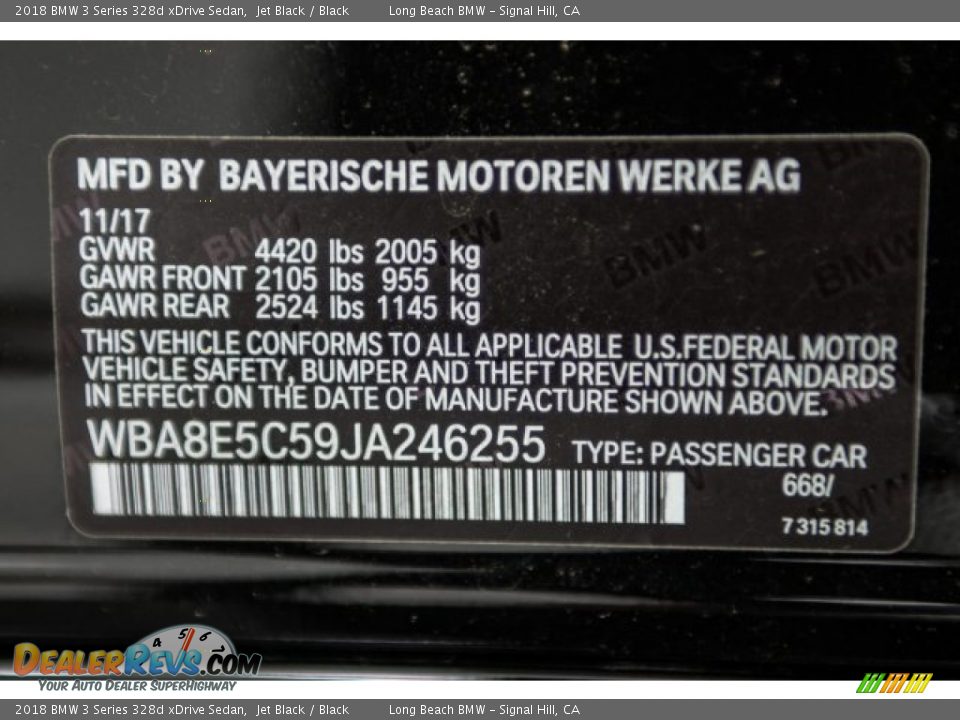 2018 BMW 3 Series 328d xDrive Sedan, Jet Black / Black Long Beach BMW - Signal Hill, CA
MFD BY BAYERISCHE MOTOREN WERKE AG
11/17
GVWR 4420 lbs 2005 kg
GAWR FRONT 2105 lbs 955 kg
GAWR REAR 2524 lbs 1145 kg
THIS VEHICLE CONFORMS TO ALL APPLICABLE U.S.FEDERAL MOTOR
VEHICLE SAFETY, BUMPER AND THEFT PREVENTION STANDARDS
IN EFFECT ON THE DATE OF MANUFACTURE SHOWN ABOVE.
WBA8E5C59JA246255 TYPE: PASSENGER CAR
668/
7 315 814
4 5 6 7
DEALERREVS.COM
YOUR AUTO DEALER SUPERHIGHWAY
2018 BMW 3 Series 328d xDrive Sedan, Jet Black / Black Long Beach BMW - Signal Hill, CA